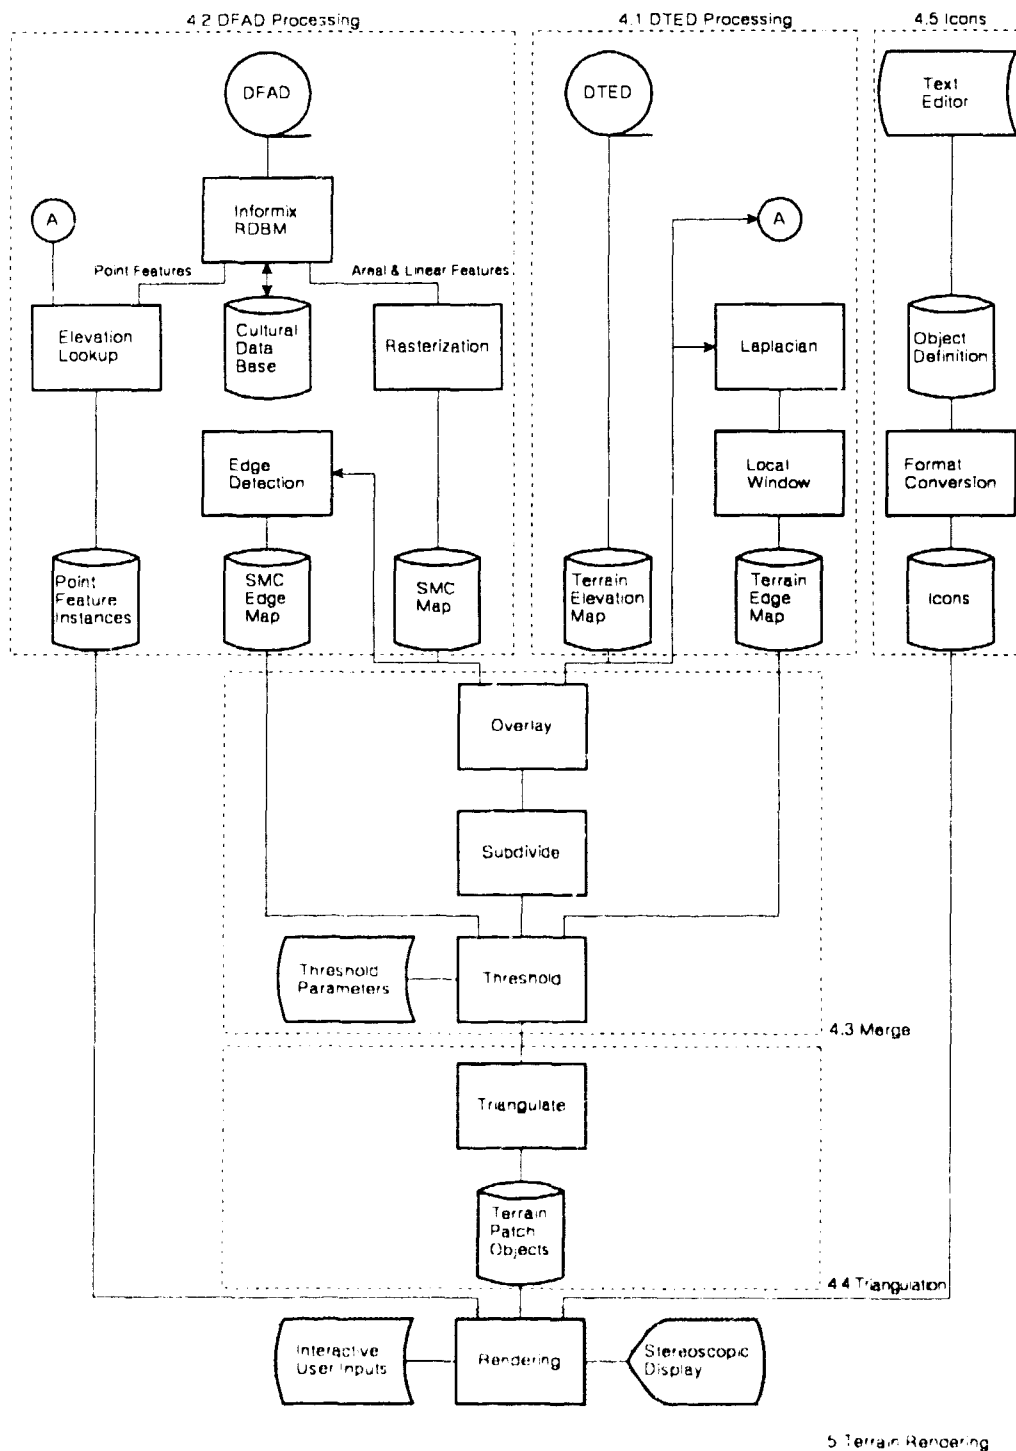 4.2 DFAD Processing
4.1 DTED Processing
4.5 Icons
DFAD
DTED
Text
Editor
A
Informix
RDBM
A
Point Features
Areal & Linear Features
Elevation
Lookup
Cultural
Data
Base
Rasterization
Laplacian
Object
Definition
Edge
Detection
Local
Window
Format
Conversion
Point
Feature
Instances
SMC
Edge
Map
SMC
Map
Terrain
Elevation
Map
Terrain
Edge
Map
Icons
Overlay
Subdivide
Threshold
Parameters
Threshold
4.3 Merge
Triangulate
Terrain
Patch
Objects
4.4 Triangulation
Interactive
User Inputs
Rendering
Stereoscopic
Display
5 Terrain Rendering